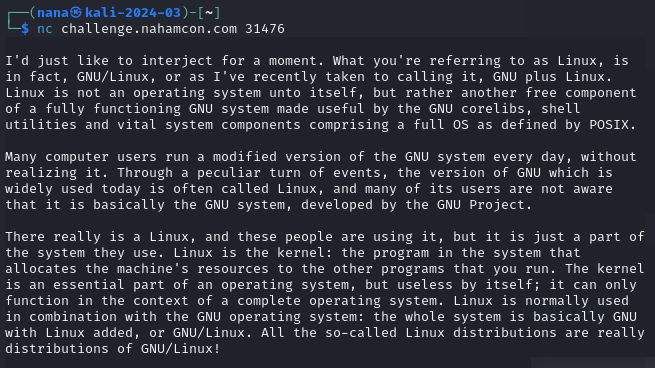 ┌──(nana㉿kali-2024-03)-[~]
└─$ nc challenge.nahamcon.com 31476
I'd just like to interject for a moment. What you're referring to as Linux, is
in fact, GNU/Linux, or as I've recently taken to calling it, GNU plus Linux.
Linux is not an operating system unto itself, but rather another free component
of a fully functioning GNU system made useful by the GNU corelibs, shell
utilities and vital system components comprising a full OS as defined by POSIX.
Many computer users run a modified version of the GNU system every day, without
realizing it. Through a peculiar turn of events, the version of GNU which is
widely used today is often called Linux, and many of its users are not aware
that it is basically the GNU system, developed by the GNU Project.
There really is a Linux, and these people are using it, but it is just a part of
the system they use. Linux is the kernel: the program in the system that
allocates the machine's resources to the other programs that you run. The kernel
is an essential part of an operating system, but useless by itself; it can only
function in the context of a complete operating system. Linux is normally used
in combination with the GNU operating system: the whole system is basically GNU
with Linux added, or GNU/Linux. All the so-called Linux distributions are really
distributions of GNU/Linux!